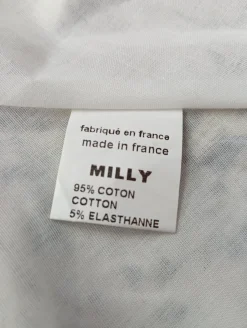 fabriqué en france
made in france
MILLY
95% COTON
COTTON
5% ELASTHANNE